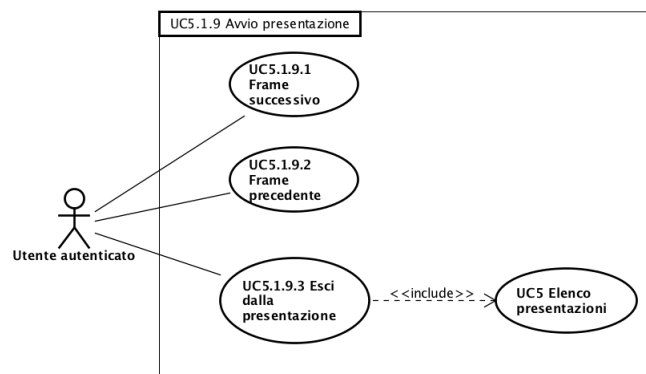 UC5.1.9 Avvio presentazione
UC5.1.9.1
Frame
successivo
UC5.1.9.2
Frame
precedente
Utente autenticato
UC5.1.9.3 Esci
dalla
presentazione
<<include>>
UC5 Elenco
presentazioni